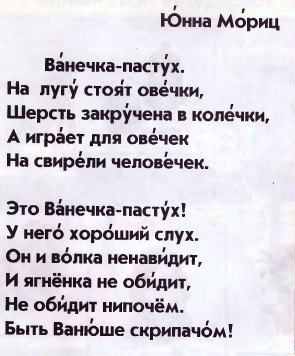 Ю́нна Мо́риц
Ва́нечка-пасту́х.
На лугу́ стоя́т ове́чки,
Шерсть закру́чена в коле́чки,
А игра́ет для ове́чек
На свире́ли челове́чек.
Э́то Ва́нечка-пасту́х!
У него́ хоро́ший слух.
Он и во́лка ненави́дит,
И ягнёнка не оби́дит,
Не оби́дит нипочём.
Быть Ваню́ше скрипачо́м!